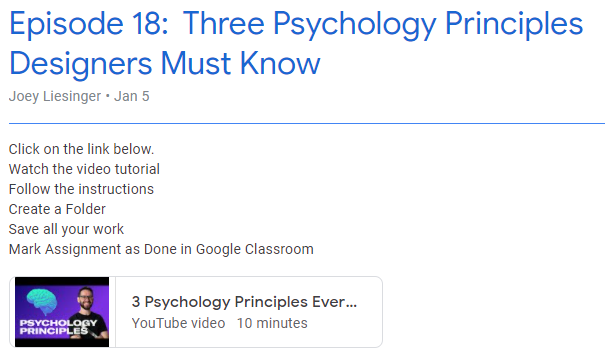 Episode 18:  Three Psychology Principles
Designers Must Know
Joey Liesinger • Jan 5
Click on the link below.
Watch the video tutorial
Follow the instructions
Create a Folder
Save all your work
Mark Assignment as Done in Google Classroom
PSYCHOLOGY
PRINCIPLES
3 Psychology Principles Ever...
YouTube video 10 minutes